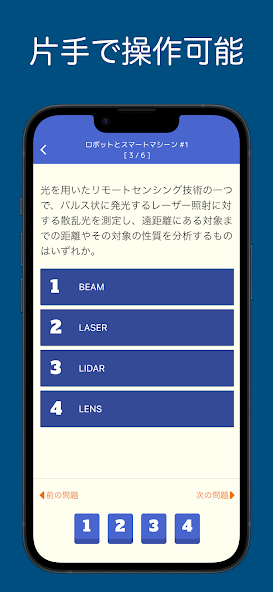 片手で操作可能
ロボットとスマートマシーン #1
[ 3 / 6 ]
光を用いたリモートセンシング技術の一つ
で、パルス状に発光するレーザー照射に対
する散乱光を測定し、遠距離にある対象ま
での距離やその対象の性質を分析するもの
はいずれか。
1 BEAM
2 LASER
3 LIDAR
4 LENS
前の問題 次の問題
1 2 3 4